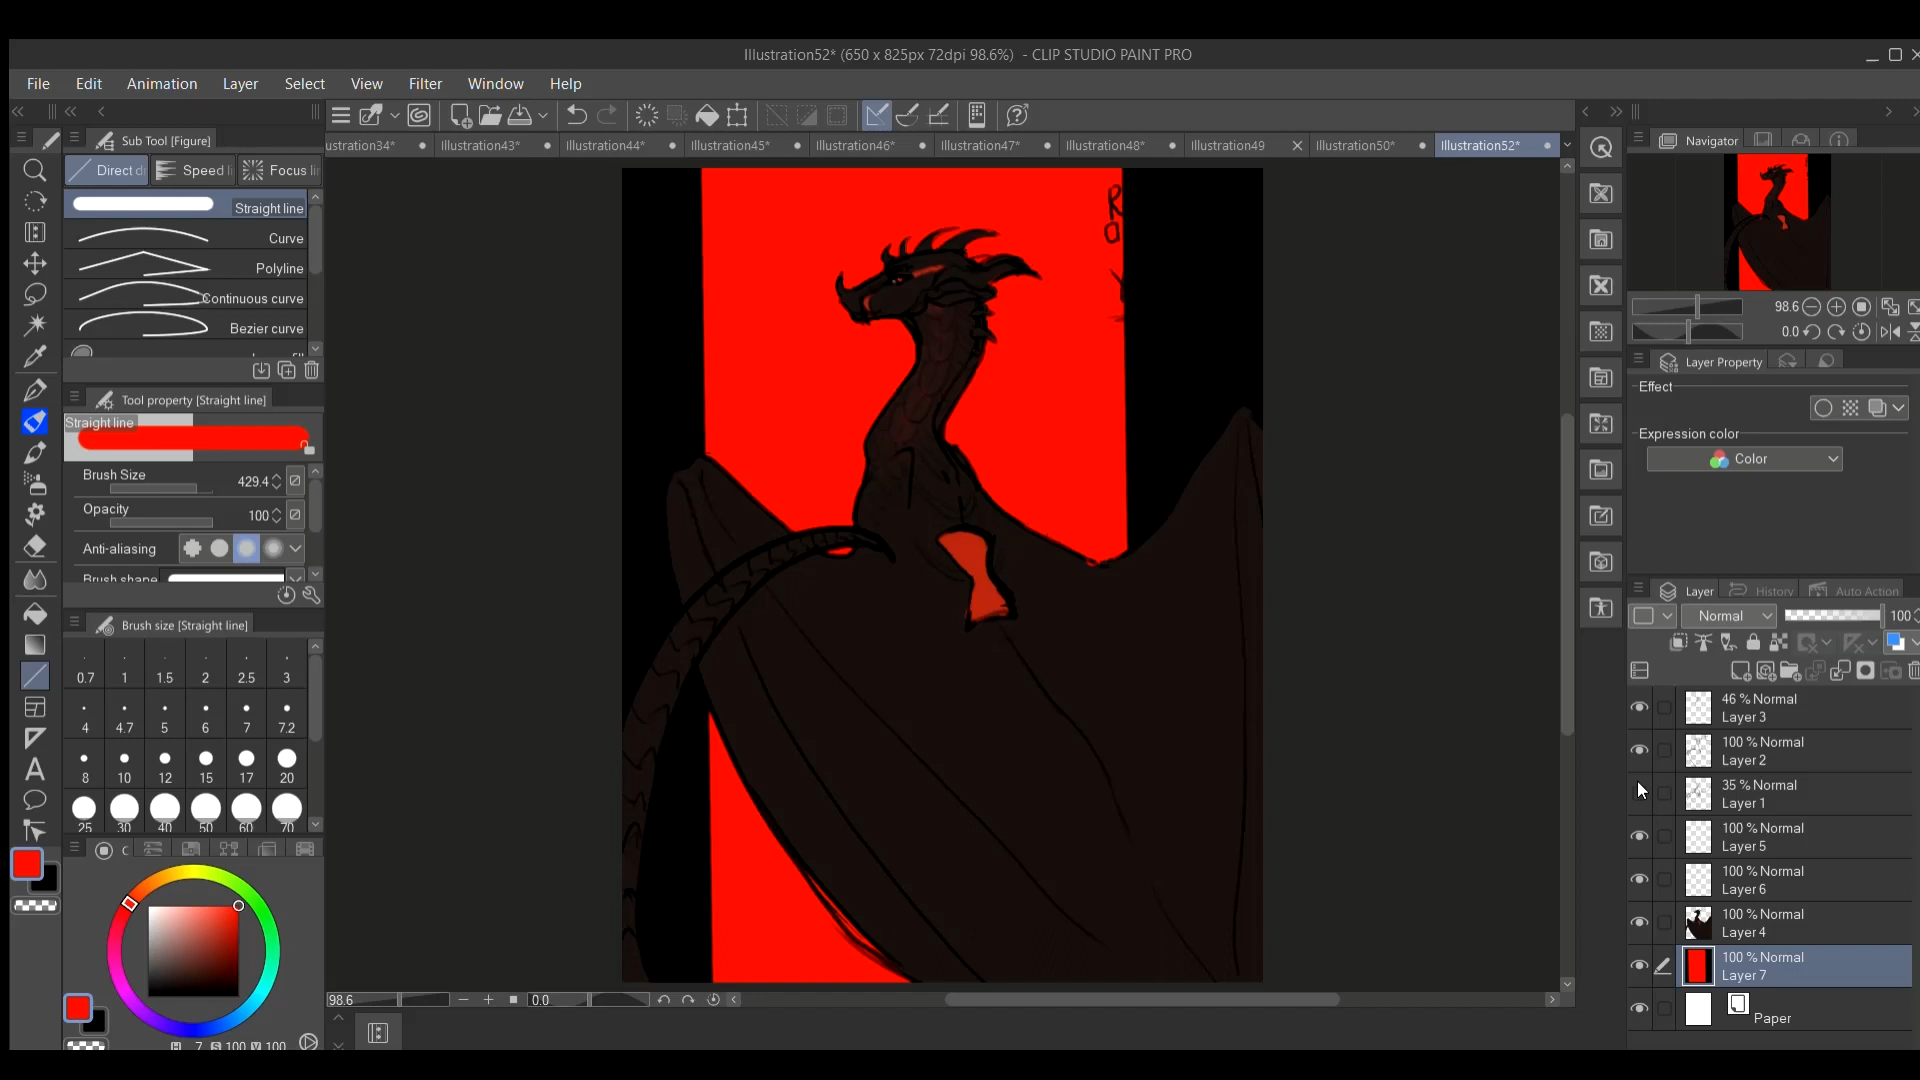 Illustration52* (650 x 825px 72dpi 98.6%) - CLIP STUDIO PAINT PRO
File Edit Animation Layer Select View Filter Window Help
Sub Tool [Figure]
ustration34* Illustration43* Illustration44* Illustration45* Illustration46* Illustration47* Illustration48* Illustration49 Illustration50* Illustration52*
Navigator
Direct d Speed l Focus li
Straight line
Curve
Polyline
Continuous curve
Bezier curve
98.6
0.0
Layer Property
Effect
Expression color
Color
Tool property [Straight line]
Straight line
Brush Size 429.4
Opacity 100
Anti-aliasing
Brush shape
Brush size [Straight line]
0.7 1 1.5 2 2.5 3
4 4.7 5 6 7 7.2
8 10 12 15 17 20
25 30 40 50 60 70
C
H 7 S 100 V 100
R
O
Y
98.6 0.0
Layer History Auto Action
Normal 100
46 % Normal
Layer 3
100 % Normal
Layer 2
35 % Normal
Layer 1
100 % Normal
Layer 5
100 % Normal
Layer 6
100 % Normal
Layer 4
100 % Normal
Layer 7
Paper